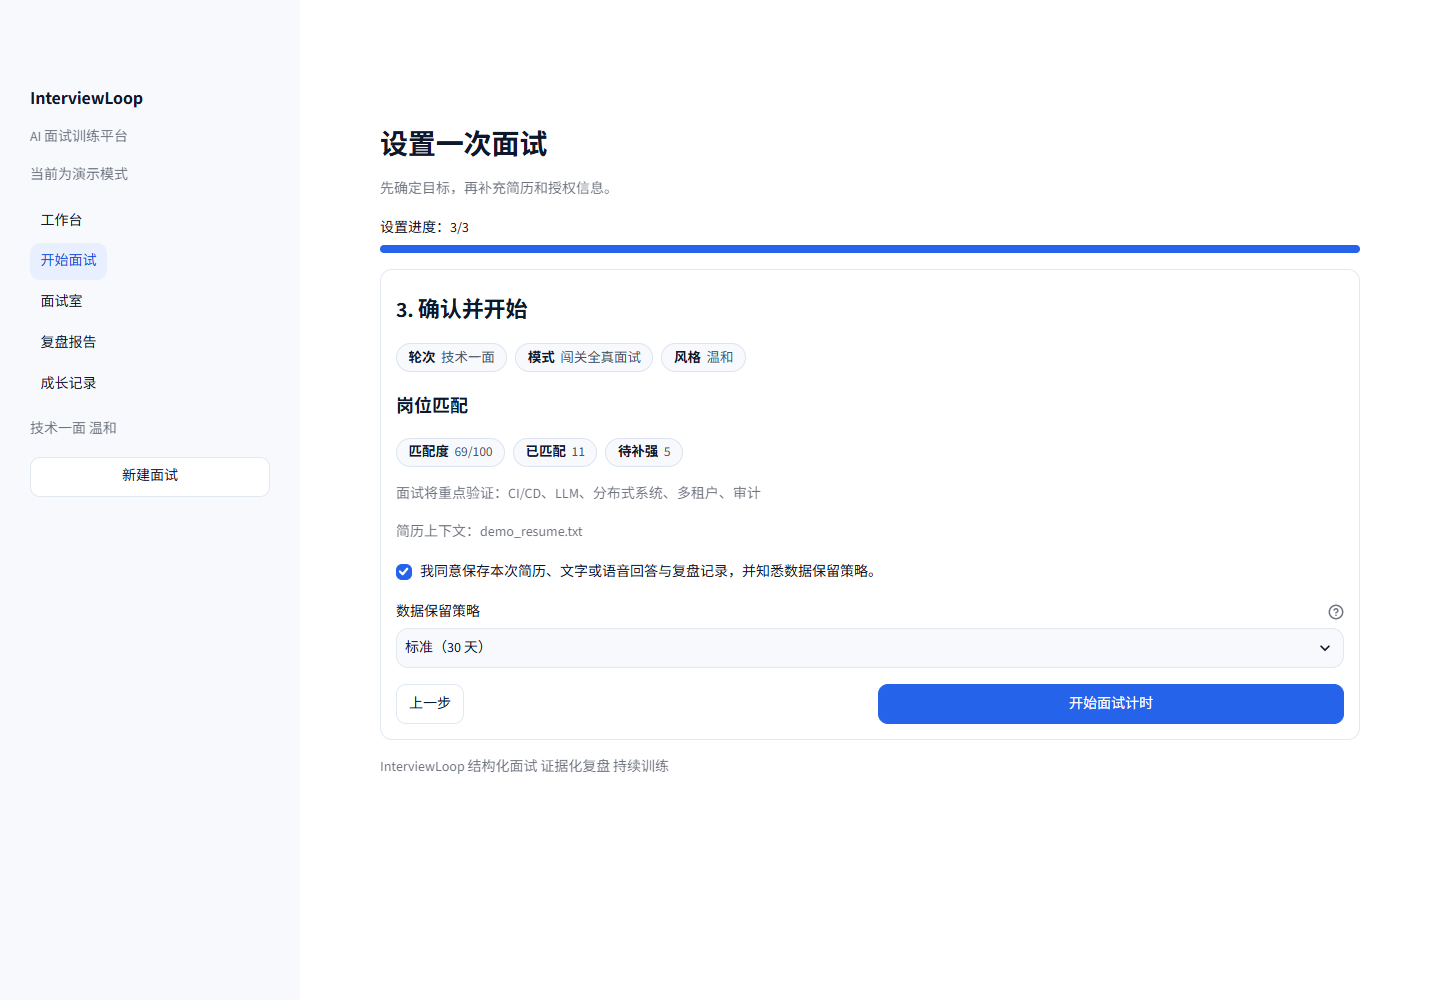 InterviewLoop
AI 面试训练平台
当前为演示模式
工作台
开始面试
面试室
复盘报告
成长记录
技术一面 温和
新建面试
设置一次面试
先确定目标，再补充简历和授权信息。
设置进度：3/3
3. 确认并开始
轮次 技术一面 模式 闯关全真面试 风格 温和
岗位匹配
匹配度 69/100 已匹配 11 待补强 5
面试将重点验证：CI/CD、LLM、分布式系统、多租户、审计
简历上下文：demo_resume.txt
我同意保存本次简历、文字或语音回答与复盘记录，并知悉数据保留策略。
数据保留策略
标准（30 天）
上一步 开始面试计时
InterviewLoop 结构化面试 证据化复盘 持续训练